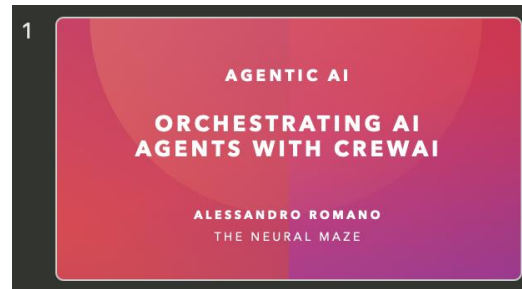 1
AGENTIC AI
ORCHESTRATING AI
AGENTS WITH CREWAI
ALESSANDRO ROMANO
THE NEURAL MAZE